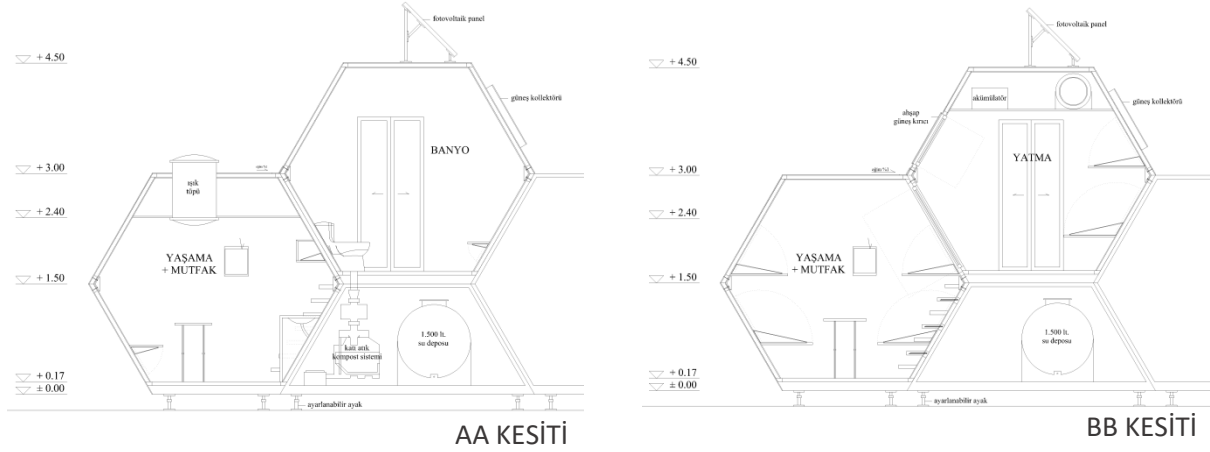 fotovoltaik panel
+ 4.50
güneş kollektörü
BANYO
+ 3.00
ışık
tüpü
+ 2.40
YAŞAMA
+ MUTFAK
+ 1.50
1.500 lt.
su deposu
katı atık
kompost sistemi
+ 0.17
± 0.00
ayarlanabilir ayak
AA KESİTİ
fotovoltaik panel
+ 4.50
akümülatör
güneş kollektörü
ahşap
güneş kırıcı
YATMA
+ 3.00
+ 2.40
YAŞAMA
+ MUTFAK
+ 1.50
1.500 lt.
su deposu
+ 0.17
± 0.00
ayarlanabilir ayak
BB KESİTİ